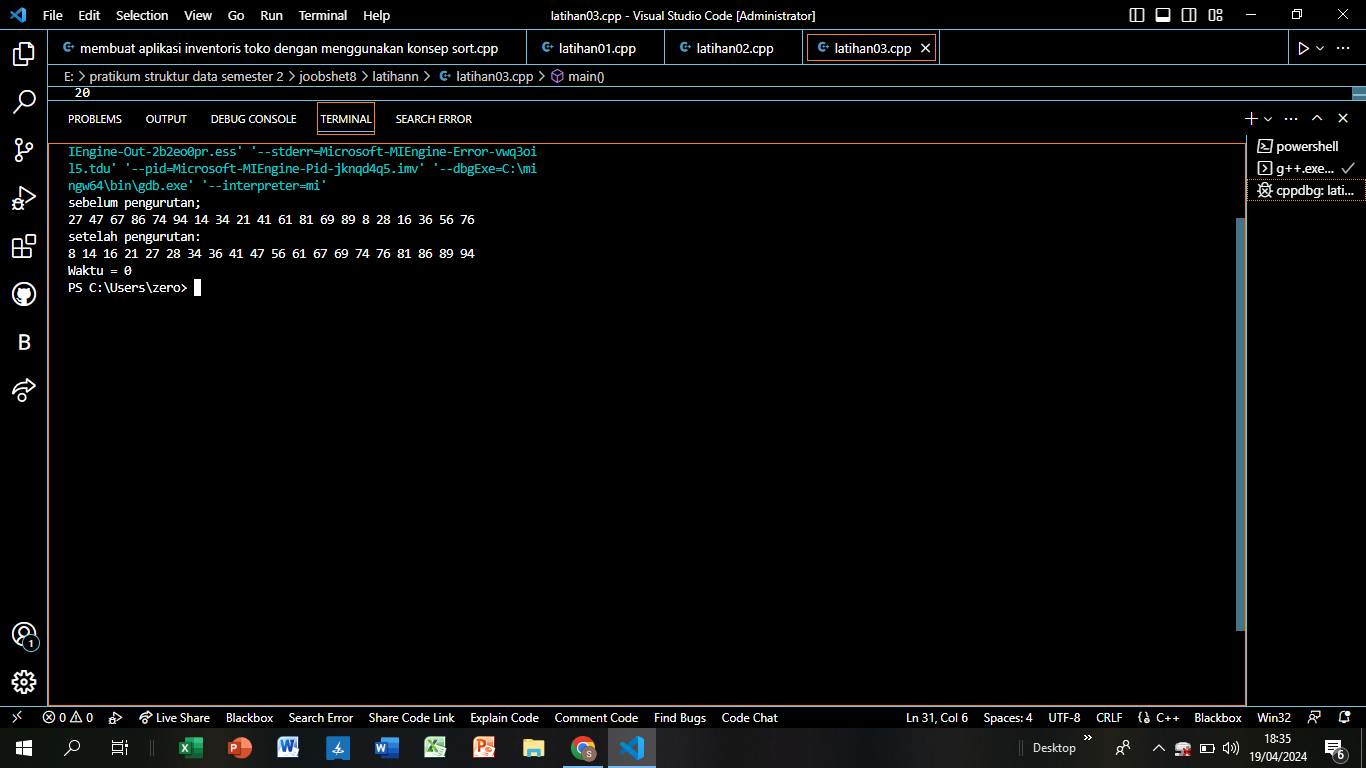 File Edit Selection View Go Run Terminal Help latihan03.cpp - Visual Studio Code [Administrator]
membuat aplikasi inventoris toko dengan menggunakan konsep sort.cpp latihan01.cpp latihan02.cpp latihan03.cpp
E: > pratikum struktur data semester 2 > joobshet8 > latihann > latihan03.cpp > main()
20
PROBLEMS OUTPUT DEBUG CONSOLE TERMINAL SEARCH ERROR
IEngine-Out-2b2eo0pr.ess' '--stderr=Microsoft-MIEngine-Error-vwq3oi
l5.tdu' '--pid=Microsoft-MIEngine-Pid-jknqd4q5.imv' '--dbgExe=C:\mi
ngw64\bin\gdb.exe' '--interpreter=mi'
sebelum pengurutan;
27 47 67 86 74 94 14 34 21 41 61 81 69 89 8 28 16 36 56 76
setelah pengurutan:
8 14 16 21 27 28 34 36 41 47 56 61 67 69 74 76 81 86 89 94
Waktu = 0
PS C:\Users\zero>
powershell
g++.exe...
cppdbg: lati...
B
1
0 0 Live Share Blackbox Search Error Share Code Link Explain Code Comment Code Find Bugs Code Chat Ln 31, Col 6 Spaces: 4 UTF-8 CRLF C++ Blackbox Win32
Desktop 18:35
19/04/2024
6